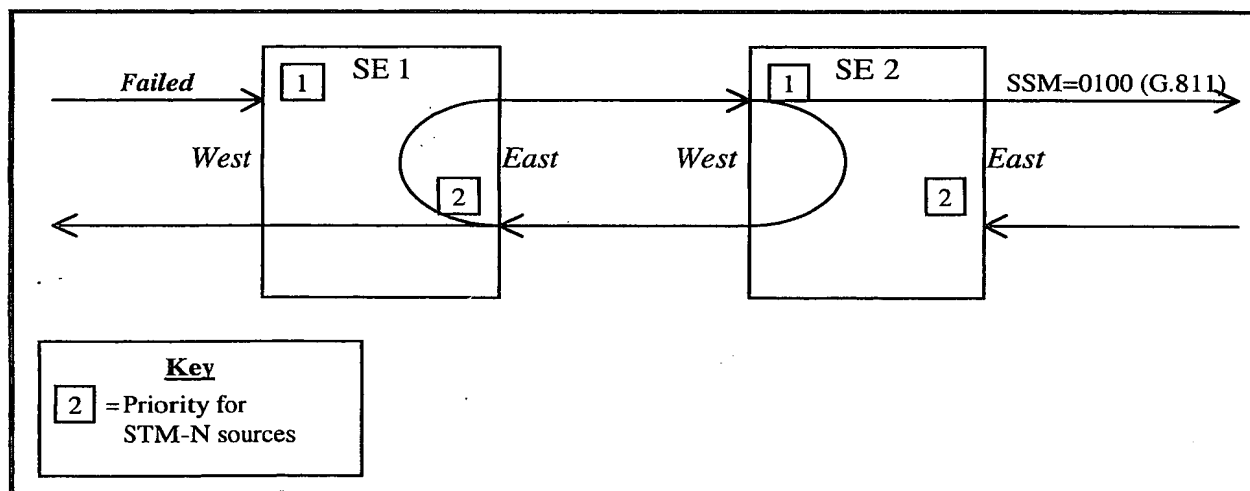 SE 1
SE 2
1
1
Failed
SSM=0100 (G.811)
West
East
West
East
2
2
Key
2 =Priority for
STM-N sources